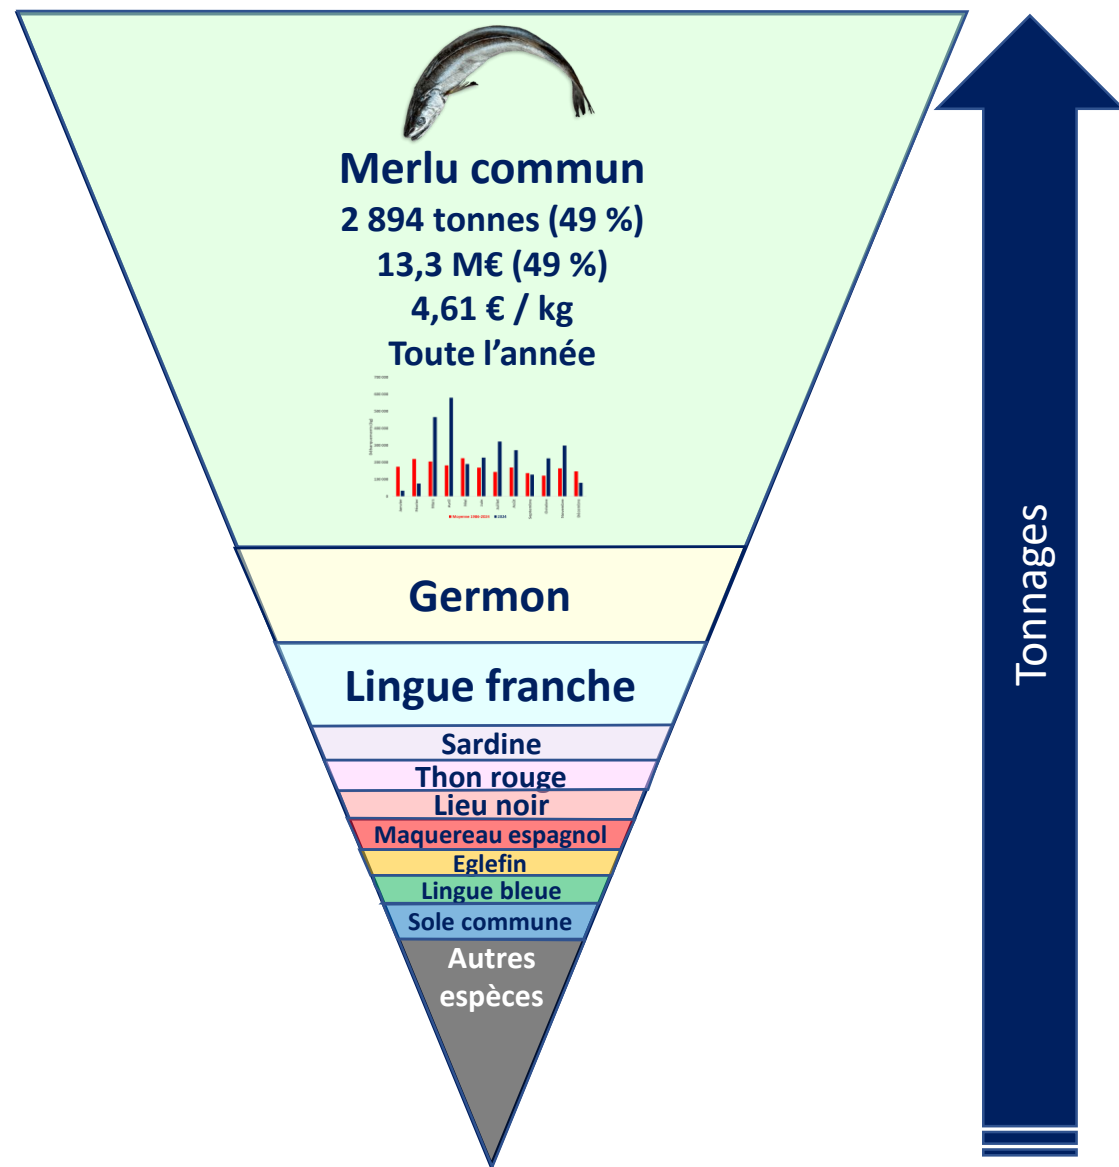 Merlu commun
2 894 tonnes (49 %)
13,3 M€ (49 %)
4,61 € / kg
Toute l'année
Germon
Lingue franche
Sardine
Thon rouge
Lieu noir
Maquereau espagnol
Eglefin
Lingue bleue
Sole commune
Autres
espèces
Tonnages